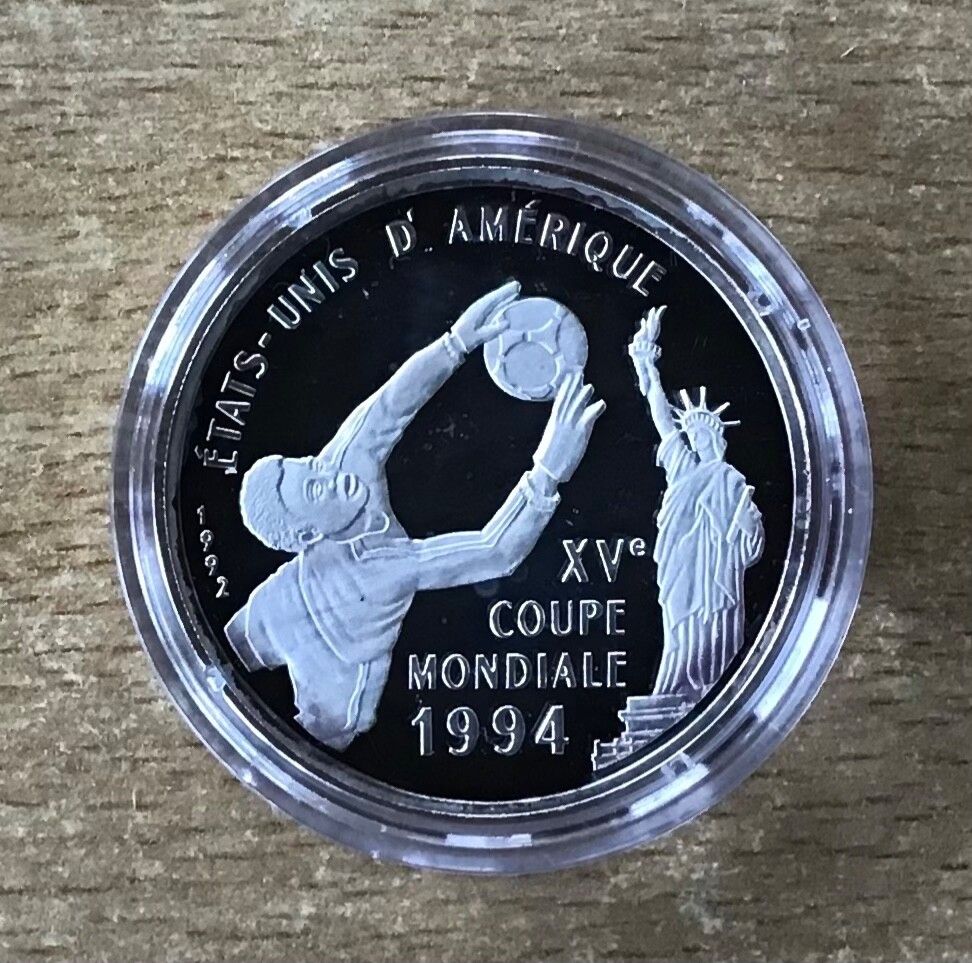 ÉTATS-UNIS D'AMÉRIQUE
1992
XVe
COUPE
MONDIALE
1994